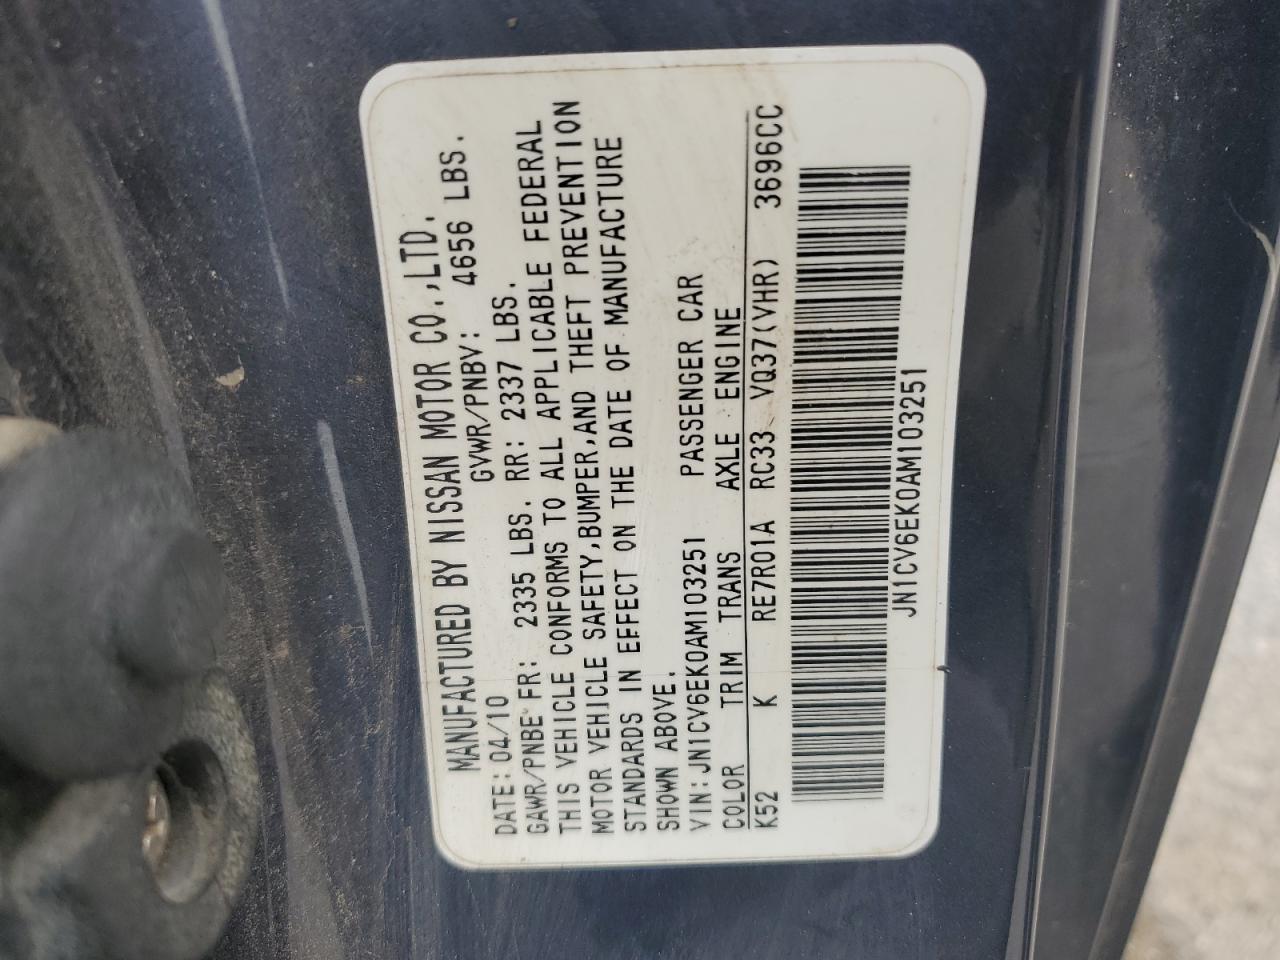 MANUFACTURED BY NISSAN MOTOR CO.,LTD.
DATE:04/10 GVWR/PNBV: 4656 LBS.
GAWR/PNBE FR: 2335 LBS. RR: 2337 LBS.
THIS VEHICLE CONFORMS TO ALL APPLICABLE FEDERAL
MOTOR VEHICLE SAFETY,BUMPER,AND THEFT PREVENTION
STANDARDS IN EFFECT ON THE DATE OF MANUFACTURE
SHOWN ABOVE.
VIN:JN1CV6EK0AM103251 PASSENGER CAR
COLOR TRIM TRANS AXLE ENGINE
K52 K RE7R01A RC33 VQ37(VHR) 3696CC
JN1CV6EK0AM103251